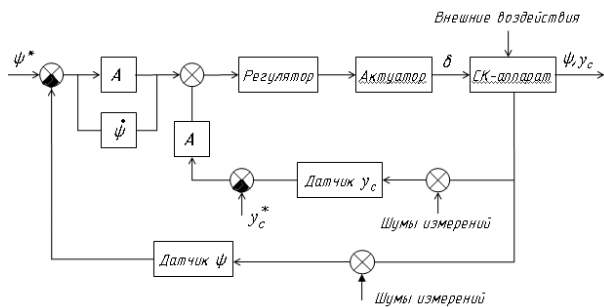 Внешние воздействия
ψ*
A
Регулятор
Актуатор
δ
СК-аппарат
ψ, y_c
ψ̇
A
Датчик y_c
y_c*
Шумы измерений
Датчик ψ
Шумы измерений